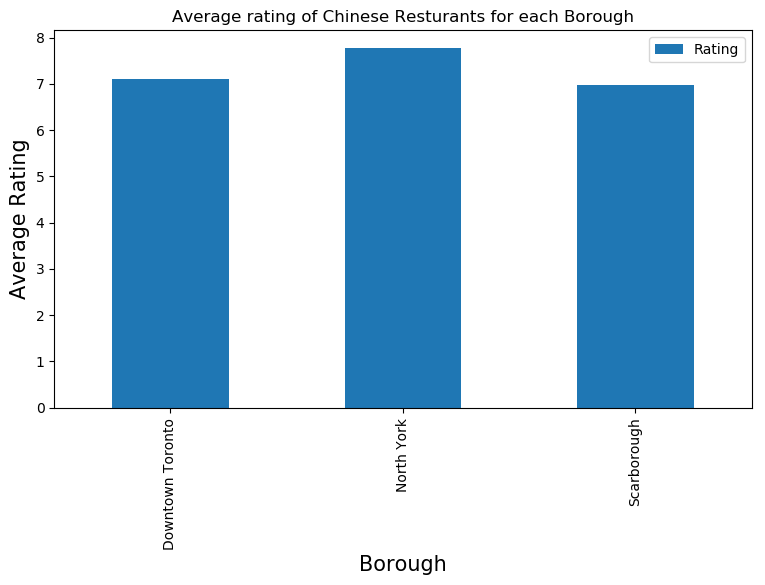 Average rating of Chinese Resturants for each Borough
Rating
8
7
6
5
4
3
2
1
0
Average Rating
Downtown Toronto
North York
Scarborough
Borough